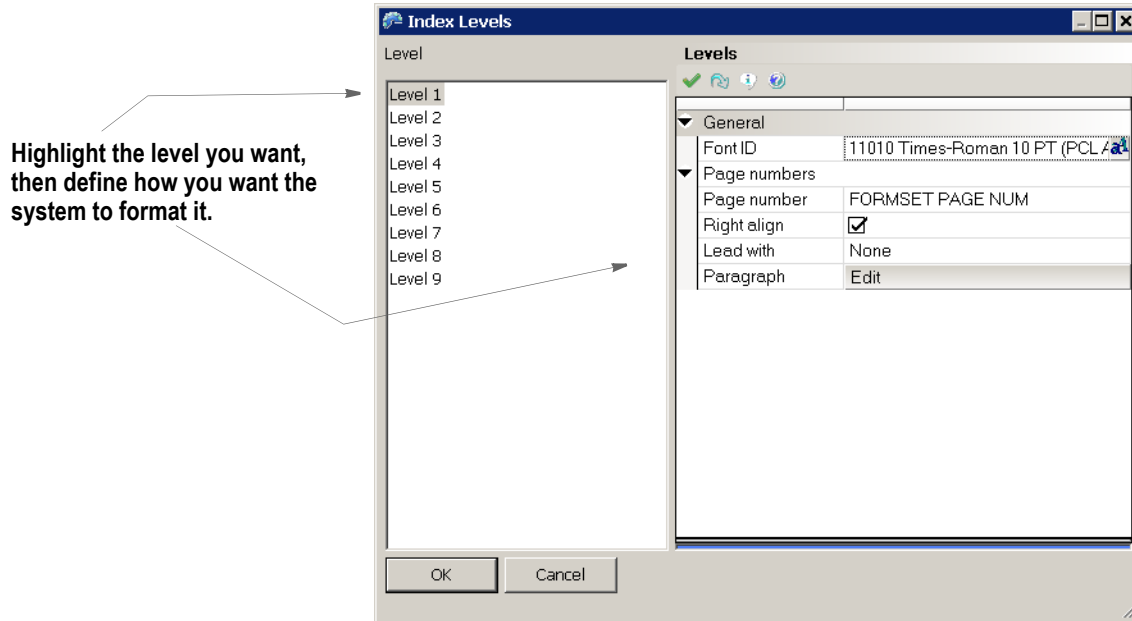 Index Levels
Level
Levels
Level 1
Level 2
Level 3
Level 4
Level 5
Level 6
Level 7
Level 8
Level 9
General
Font ID 11010 Times-Roman 10 PT (PCL
Page numbers
Page number FORMSET PAGE NUM
Right align
Lead with None
Paragraph Edit
Highlight the level you want,
then define how you want the
system to format it.
OK Cancel